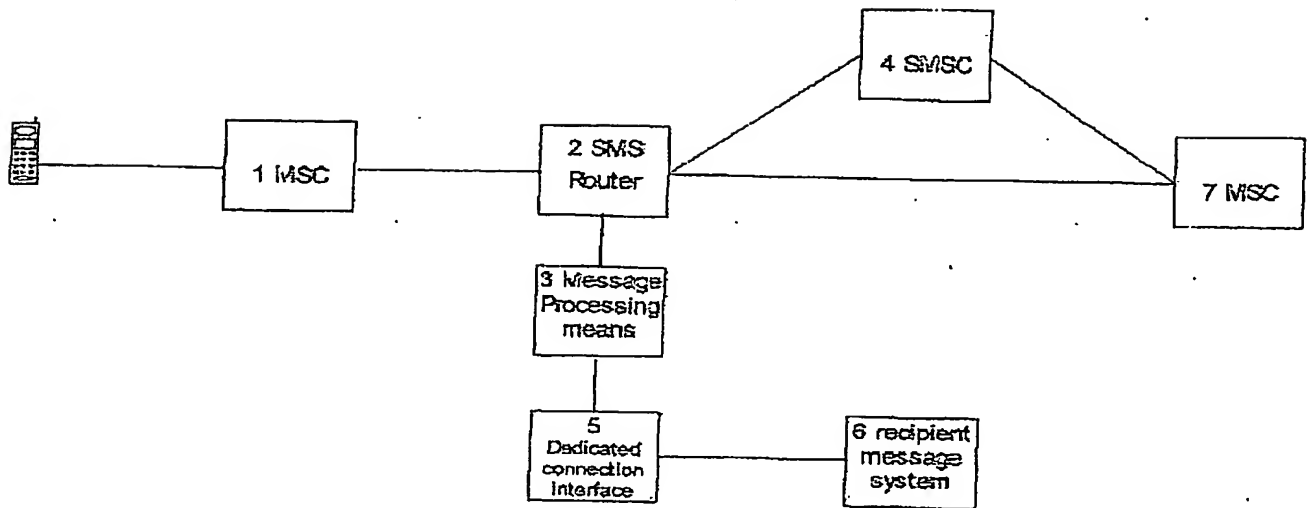 4 SMSC
1 MSC
2 SMS
Router
7 MSC
3 Message
Processing
means
5
Dedicated
connection
Interface
6 recipient
message
system